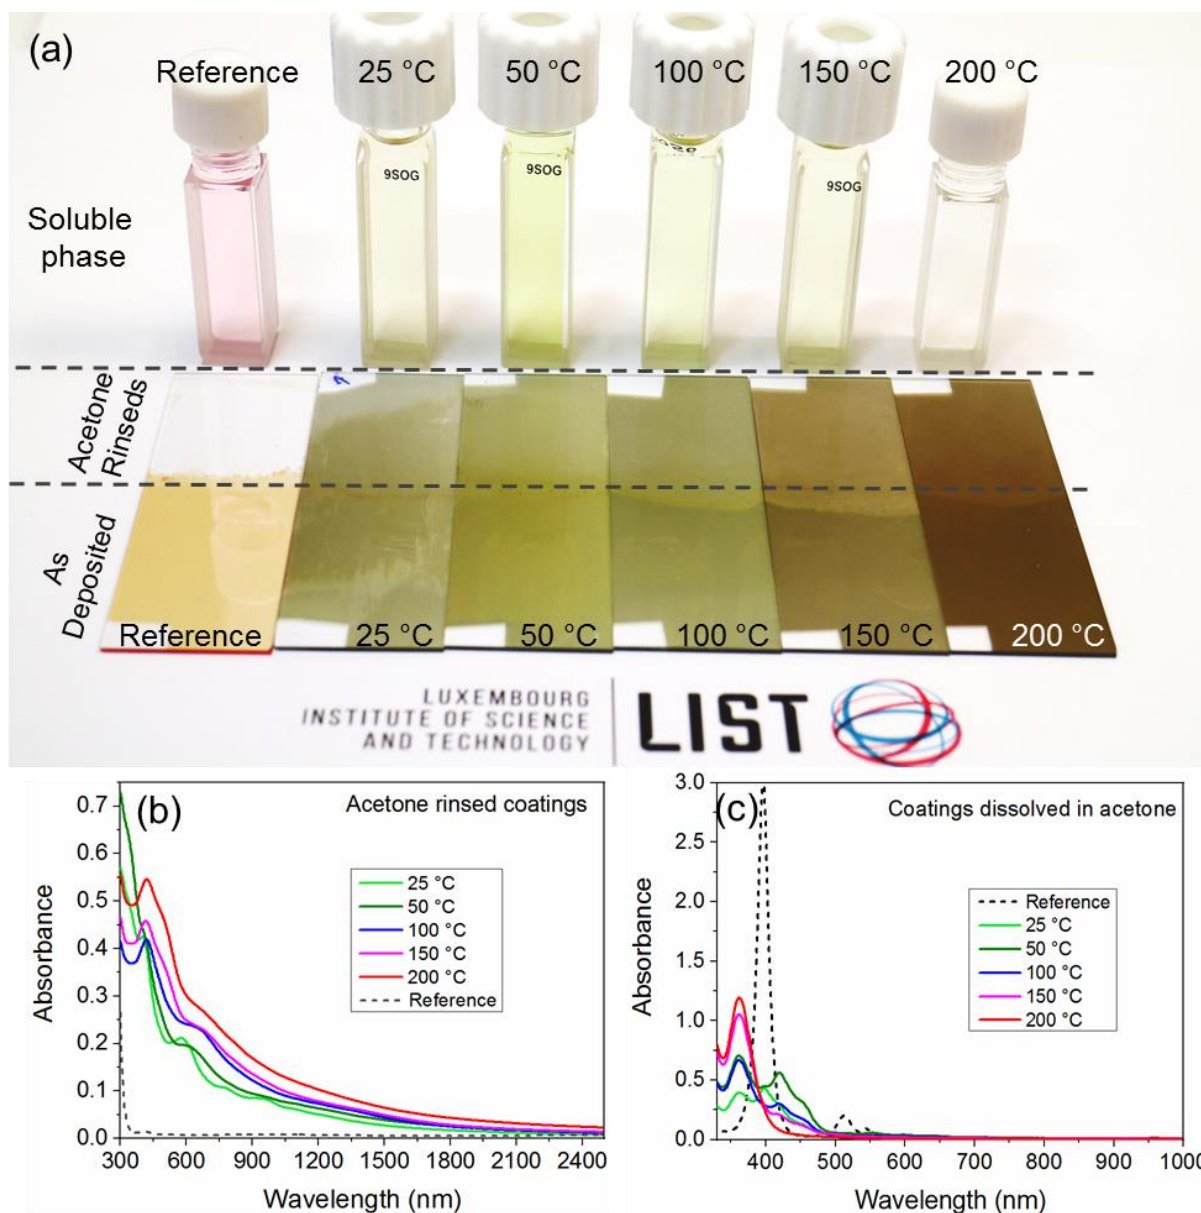 (a)
Reference
25 °C
50 °C
100 °C
150 °C
200 °C
9SOG
9SOG
9SOG
Soluble
phase
Acetone
Rinseds
As
Deposited
Reference
25 °C
50 °C
100 °C
150 °C
200 °C
LUXEMBOURG
INSTITUTE OF SCIENCE
AND TECHNOLOGY
LIST
(b)
Acetone rinsed coatings
25 °C
50 °C
100 °C
150 °C
200 °C
Reference
Absorbance
0.7
0.6
0.5
0.4
0.3
0.2
0.1
0.0
300
600
900
1200
1500
1800
2100
2400
Wavelength (nm)
(c)
Coatings dissolved in acetone
Reference
25 °C
50 °C
100 °C
150 °C
200 °C
Absorbance
3.0
2.5
2.0
1.5
1.0
0.5
0.0
400
500
600
700
800
900
1000
Wavelength (nm)